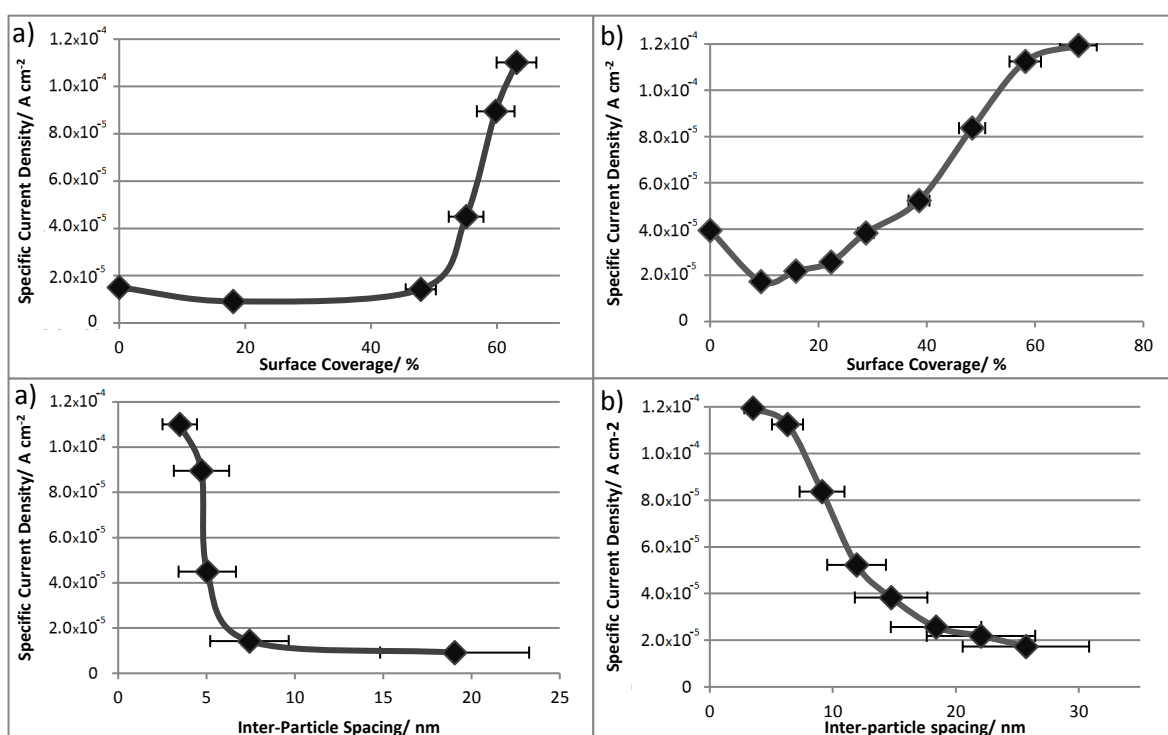 a)
Specific Current Density/ A cm⁻²
1.2x10⁻⁴
1.0x10⁻⁴
8.0x10⁻⁵
6.0x10⁻⁵
4.0x10⁻⁵
2.0x10⁻⁵
0
0 20 40 60
Surface Coverage/ %
b)
Specific Current Density/ A cm⁻²
1.2x10⁻⁴
1.0x10⁻⁴
8.0x10⁻⁵
6.0x10⁻⁵
4.0x10⁻⁵
2.0x10⁻⁵
0
0 20 40 60 80
Surface Coverage/ %
a)
Specific Current Density/ A cm⁻²
1.2x10⁻⁴
1.0x10⁻⁴
8.0x10⁻⁵
6.0x10⁻⁵
4.0x10⁻⁵
2.0x10⁻⁵
0
0 5 10 15 20 25
Inter-Particle Spacing/ nm
b)
Specific Current Density/ A cm-2
1.2x10⁻⁴
1.0x10⁻⁴
8.0x10⁻⁵
6.0x10⁻⁵
4.0x10⁻⁵
2.0x10⁻⁵
0
0 10 20 30
Inter-particle spacing/ nm